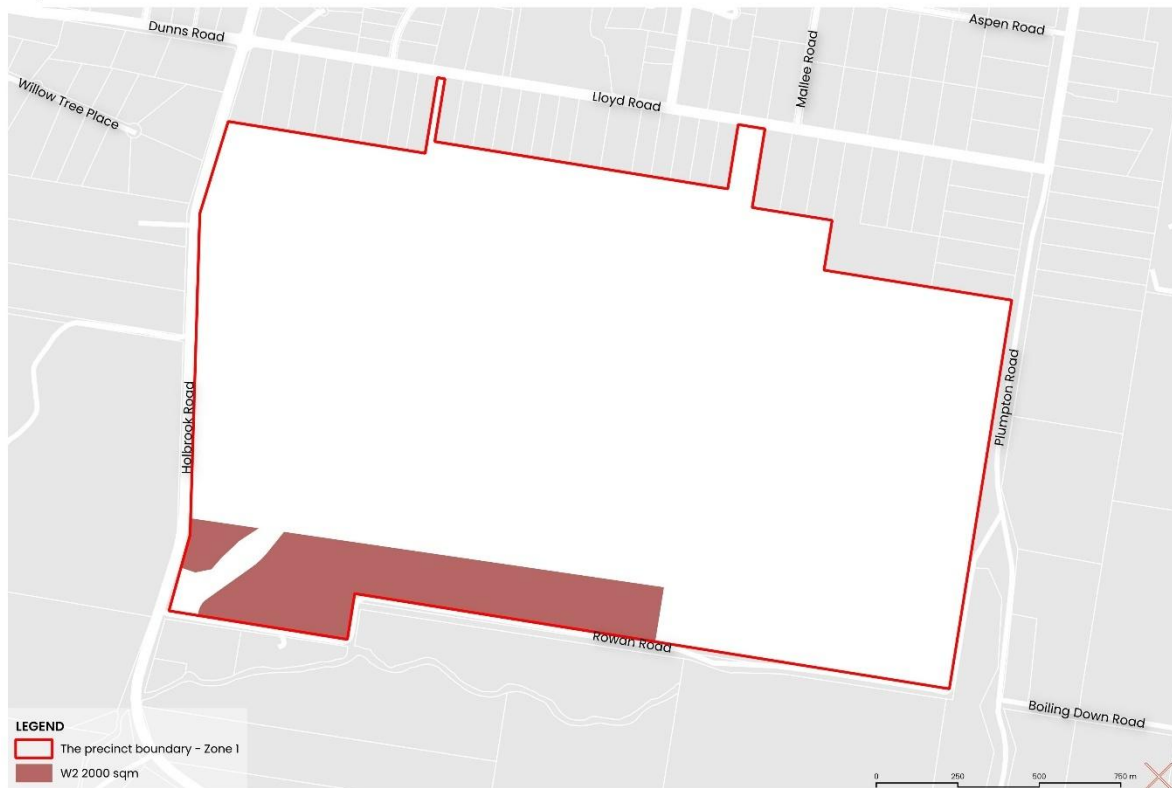 Dunns Road
Aspen Road
Willow Tree Place
Lloyd Road
Mallee Road
Holbrook Road
Plumpton Road
Rowan Road
Boiling Down Road
LEGEND
The precinct boundary - Zone 1
W2 2000 sqm
0 250 500 750 m